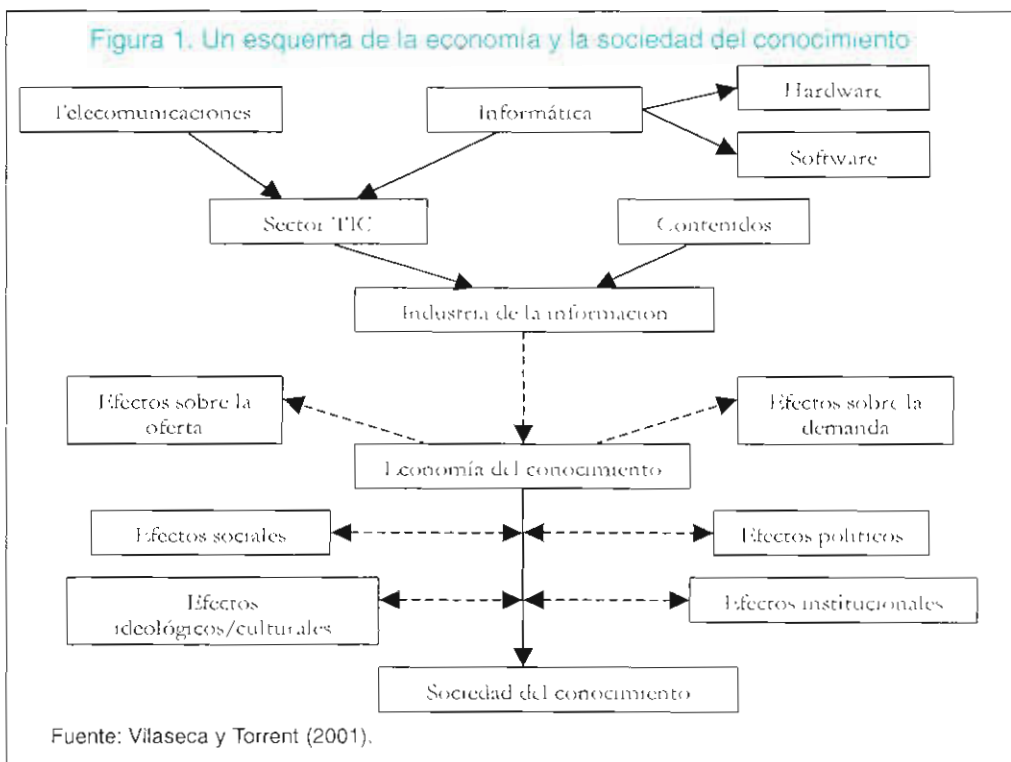 Figura 1. Un esquema de la economía y la sociedad del conocimiento
Telecomunicaciones
Informática
Hardware
Software
Sector TIC
Contenidos
Industria de la informacion
Efectos sobre la
oferta
Efectos sobre la
demanda
Economía del conocimiento
Efectos sociales
Efectos políticos
Efectos
ideológicos/culturales
Efectos institucionales
Sociedad del conocimiento
Fuente: Vilaseca y Torrent (2001).